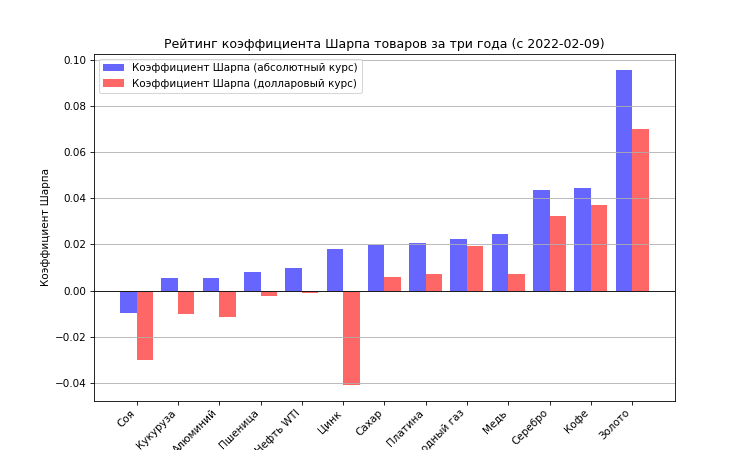 Рейтинг коэффициента Шарпа товаров за три года (с 2022-02-09)
Коэффициент Шарпа (абсолютный курс)
Коэффициент Шарпа (долларовый курс)
Коэффициент Шарпа
0.10
0.08
0.06
0.04
0.02
0.00
−0.02
−0.04
Соя
Кукуруза
Алюминий
Пшеница
Нефть WTI
Цинк
Сахар
Платина
газ
Медь
Серебро
Кофе
Золото